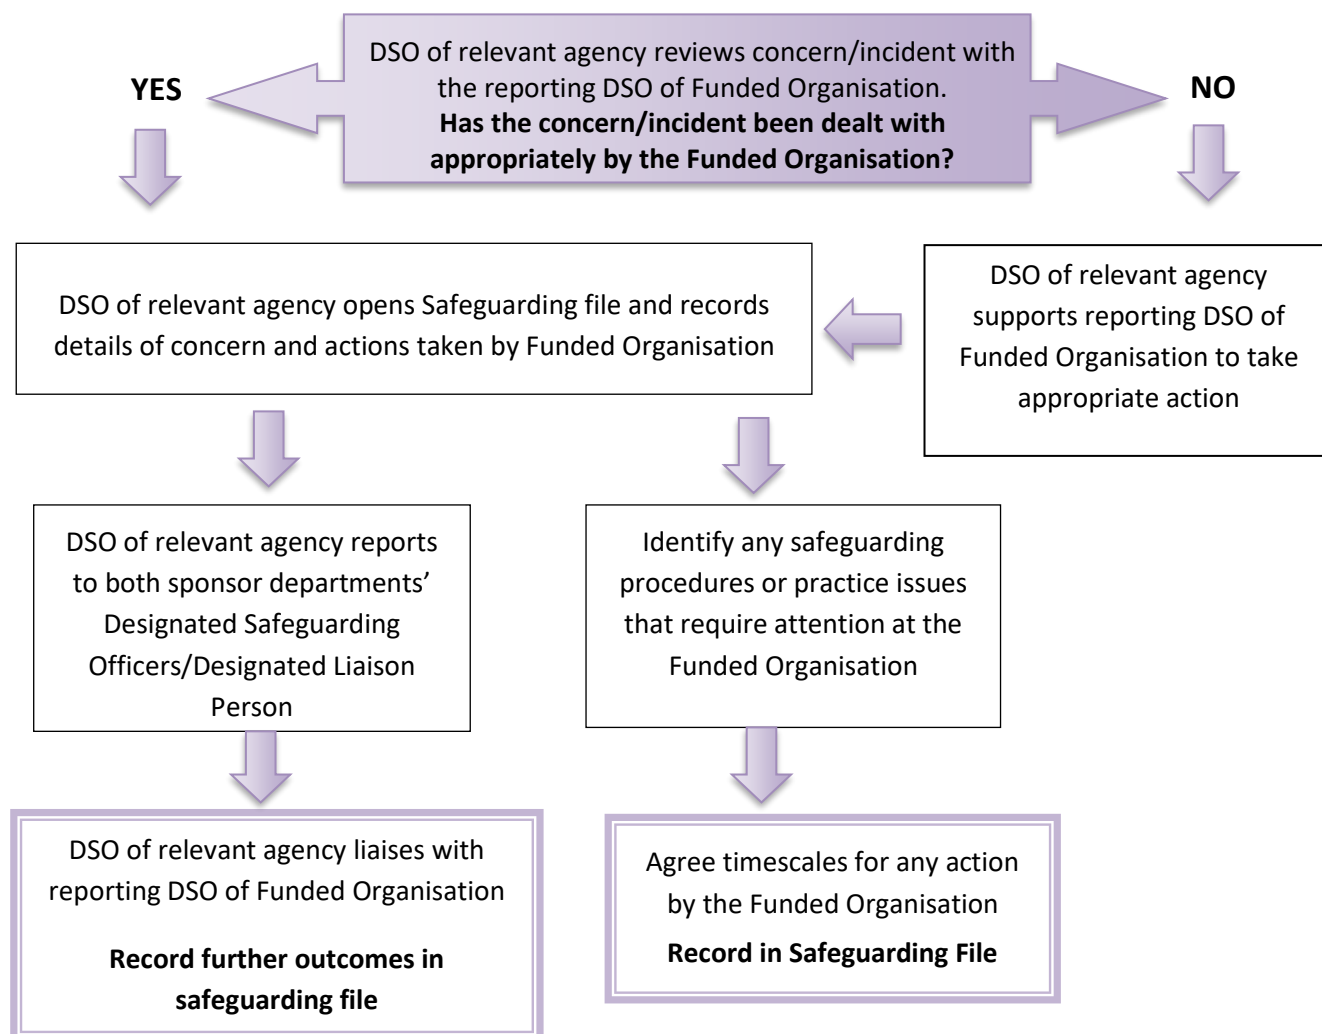 DSO of relevant agency reviews concern/incident with
the reporting DSO of Funded Organisation.
Has the concern/incident been dealt with
appropriately by the Funded Organisation?
YES
NO
DSO of relevant agency opens Safeguarding file and records
details of concern and actions taken by Funded Organisation
DSO of relevant agency
supports reporting DSO of
Funded Organisation to take
appropriate action
DSO of relevant agency reports
to both sponsor departments’
Designated Safeguarding
Officers/Designated Liaison
Person
Identify any safeguarding
procedures or practice issues
that require attention at the
Funded Organisation
DSO of relevant agency liaises with
reporting DSO of Funded Organisation
Record further outcomes in
safeguarding file
Agree timescales for any action
by the Funded Organisation
Record in Safeguarding File